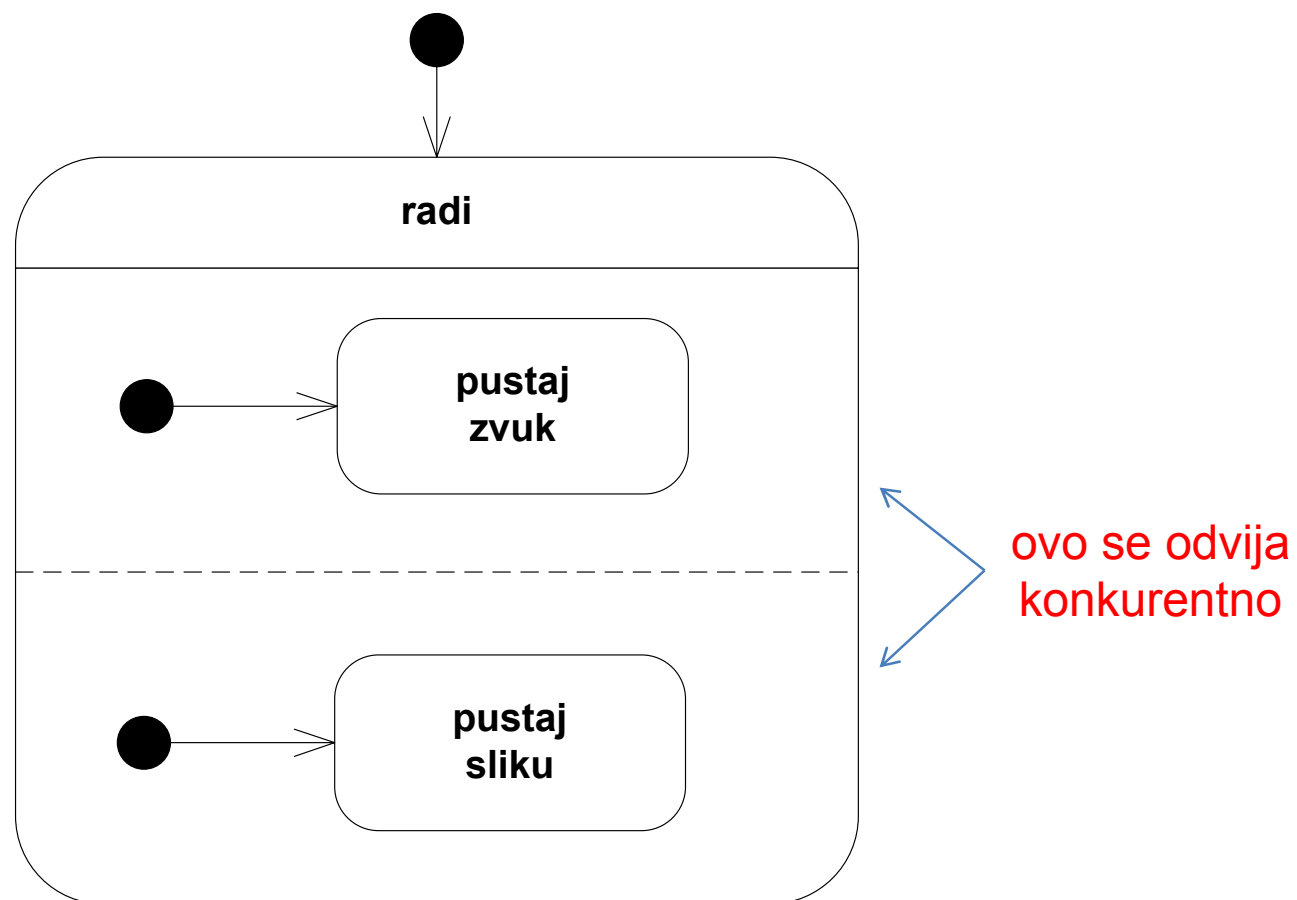 radi
pustaj
zvuk
ovo se odvija
konkurentno
pustaj
sliku